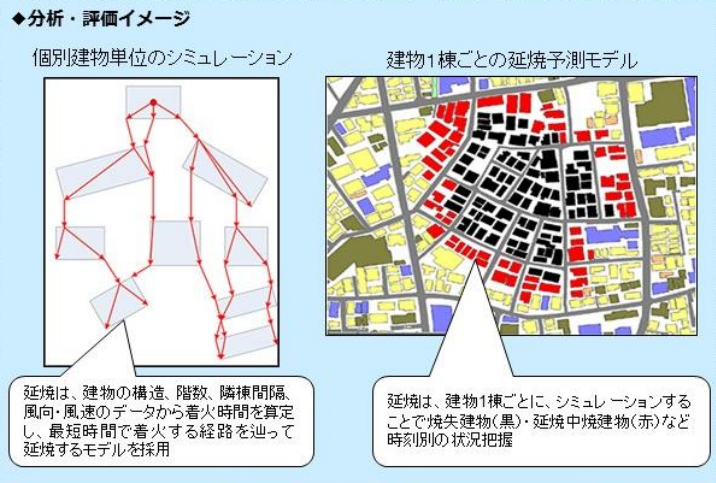 ◆分析・評価イメージ
個別建物単位のシミュレーション
建物1棟ごとの延焼予測モデル
延焼は、建物の構造、階数、隣棟間隔、
風向・風速のデータから着火時間を算定
し、最短時間で着火する経路を辿って
延焼するモデルを採用
延焼は、建物1棟ごとに、シミュレーションする
ことで焼失建物(黒)・延焼中焼建物(赤)など
時刻別の状況把握